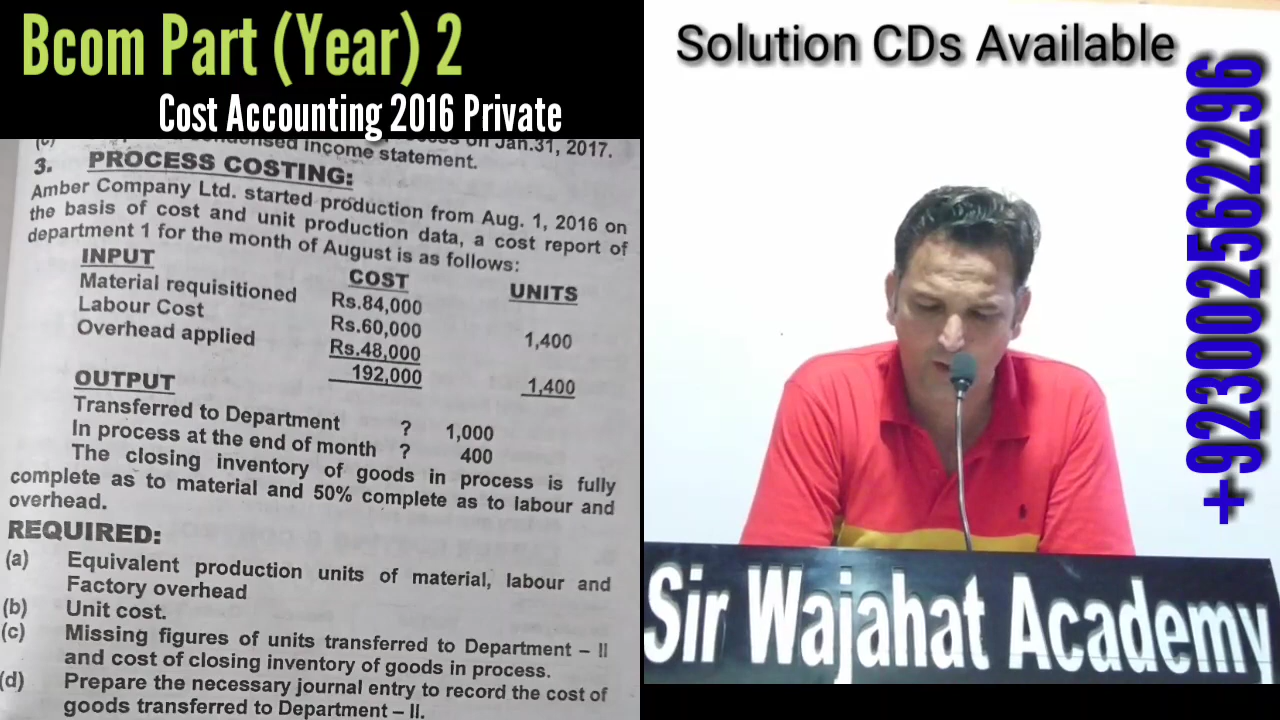 Bcom Part (Year) 2
Cost Accounting 2016 Private
on Jan.31, 2017.
income statement.
3. PROCESS COSTING:
Amber Company Ltd. started production from Aug. 1, 2016 on
the basis of cost and unit production data, a cost report of
department 1 for the month of August is as follows:
INPUT COST UNITS
Material requisitioned Rs.84,000
Labour Cost Rs.60,000 1,400
Overhead applied Rs.48,000
192,000 1,400
OUTPUT
Transferred to Department ? 1,000
In process at the end of month ? 400
The closing inventory of goods in process is fully
complete as to material and 50% complete as to labour and
overhead.
REQUIRED:
(a) Equivalent production units of material, labour and
Factory overhead
(b) Unit cost.
(c) Missing figures of units transferred to Department – II
and cost of closing inventory of goods in process.
(d) Prepare the necessary journal entry to record the cost of
goods transferred to Department – II.
Solution CDs Available
+923002562296
Sir Wajahat Academy